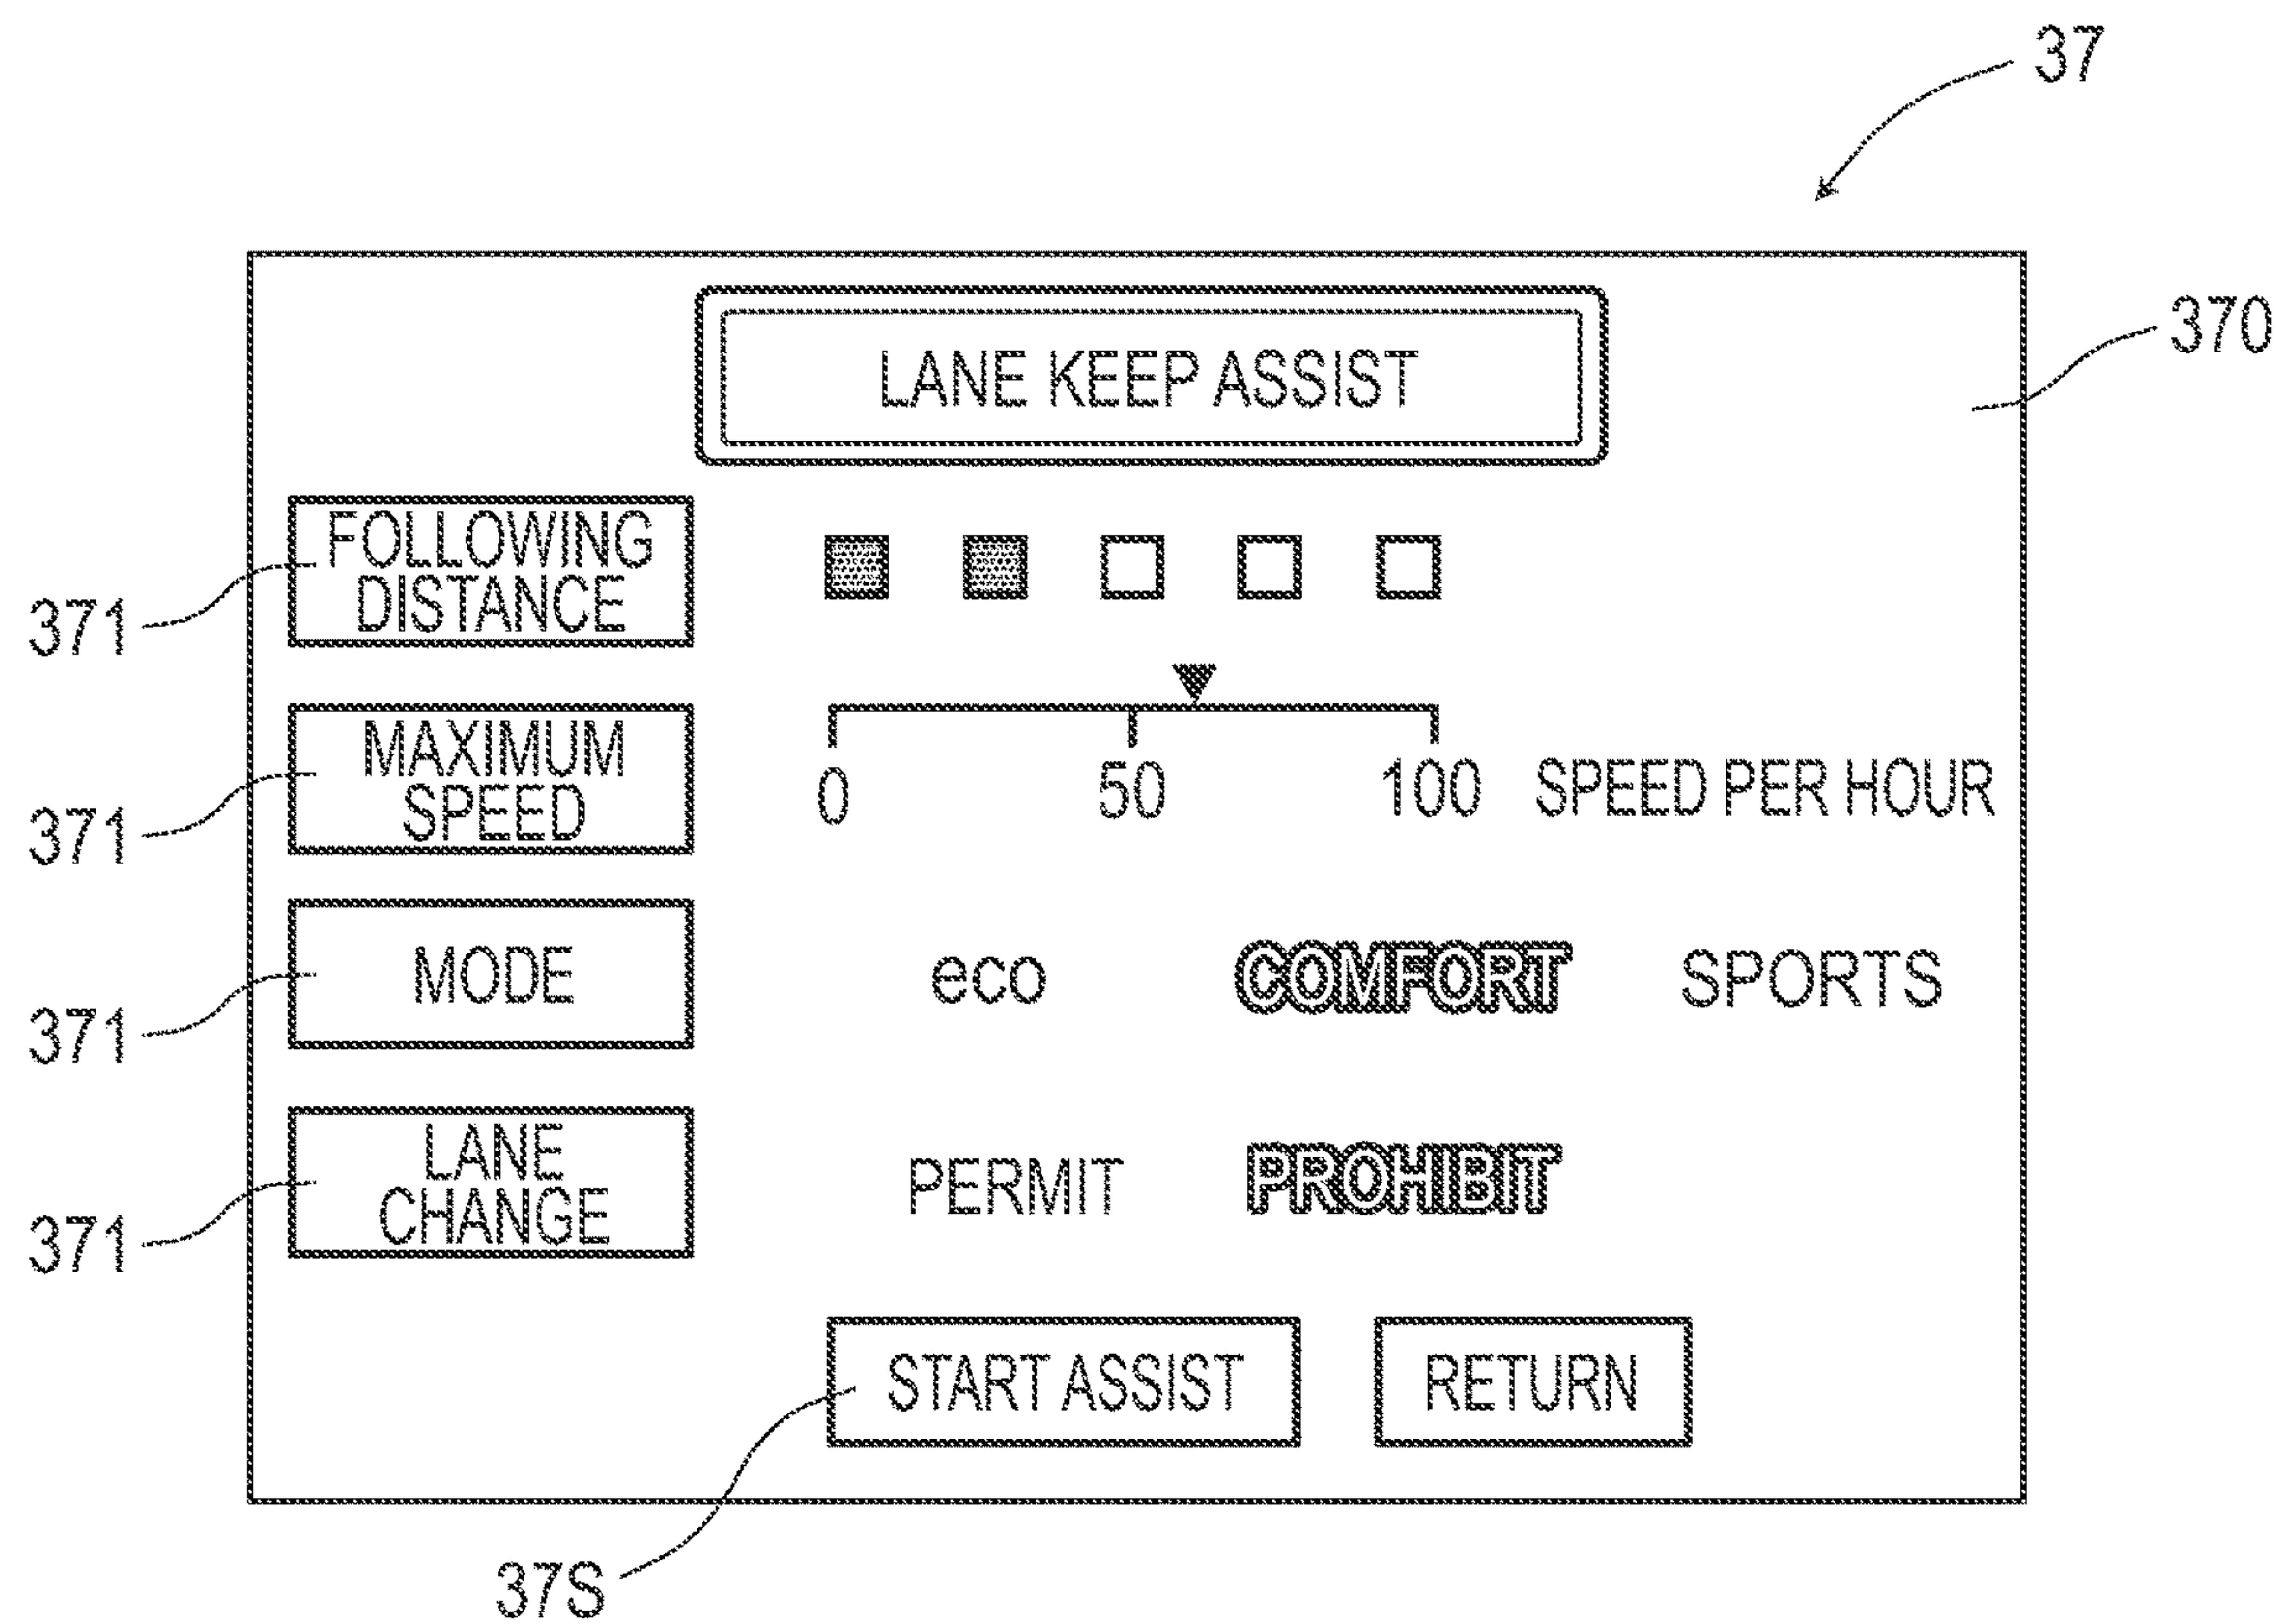 37
370
LANE KEEP ASSIST
FOLLOWING
DISTANCE
371
MAXIMUM
SPEED
0 50 100 SPEED PER HOUR
371
MODE eco COMFORT SPORTS
371
LANE
CHANGE
PERMIT PROHIBIT
371
START ASSIST RETURN
37S